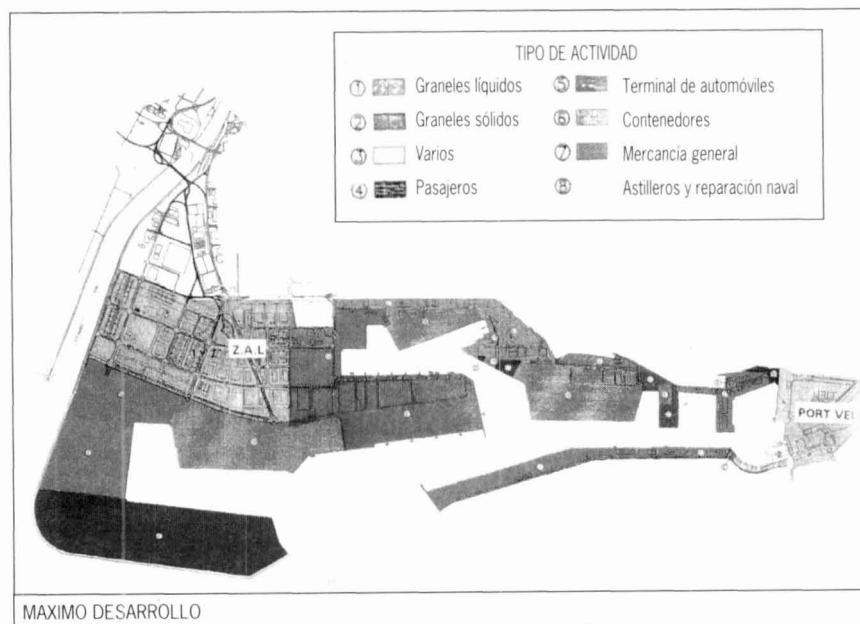 TIPO DE ACTIVIDAD
① Graneles líquidos
② Graneles sólidos
③ Varios
④ Pasajeros
⑤ Terminal de automóviles
⑥ Contenedores
⑦ Mercancía general
⑧ Astilleros y reparación naval
Z.A.L
PORT VEL
MAXIMO DESARROLLO